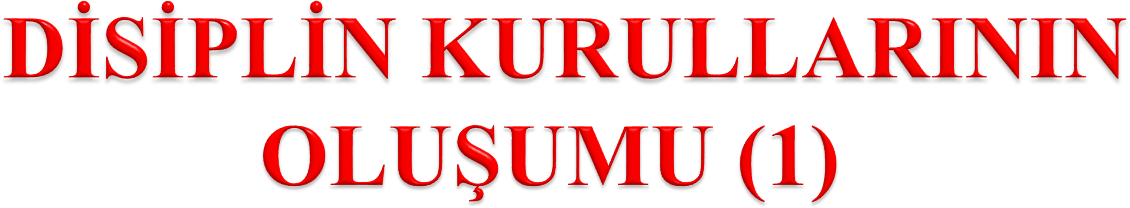 DİSİPLİN KURULLARININ
OLUŞUMU (1)